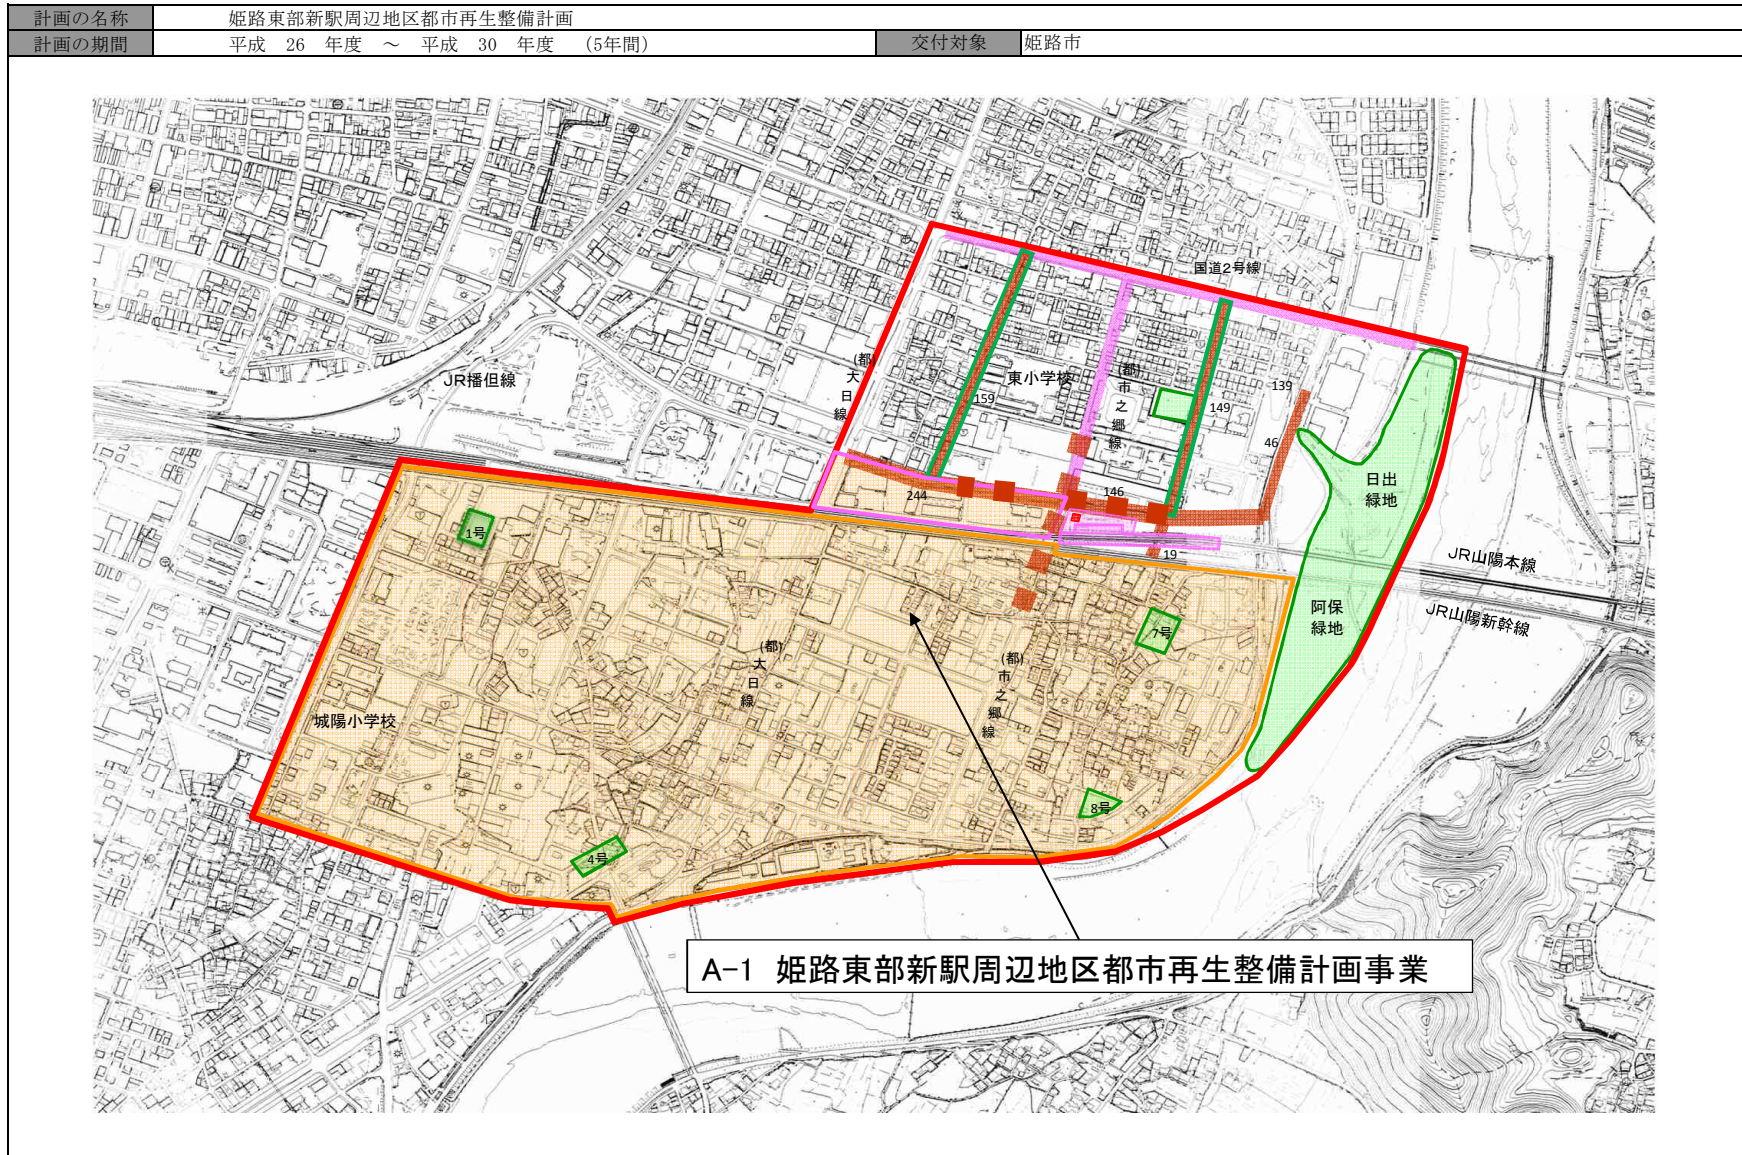 計画の名称 姫路東部新駅周辺地区都市再生整備計画
計画の期間 平成 26 年度 ～ 平成 30 年度 (5年間) 交付対象 姫路市
国道2号線
(都)大日線
JR播但線
東小学校
(都)市之郷線
159
149
139
46
日出緑地
244
146
19
1号
JR山陽本線
JR山陽新幹線
阿保緑地
7号
(都)大日線
(都)市之郷線
城陽小学校
8号
4号
A-1 姫路東部新駅周辺地区都市再生整備計画事業